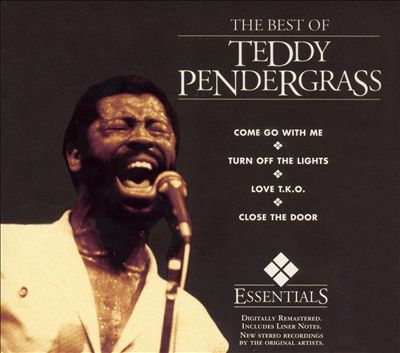 THE BEST OF
TEDDY
PENDERGRASS
COME GO WITH ME
TURN OFF THE LIGHTS
LOVE T.K.O.
CLOSE THE DOOR
ESSENTIALS
DIGITALLY REMASTERED.
INCLUDES LINER NOTES.
NEW STEREO RECORDINGS
BY THE ORIGINAL ARTISTS.